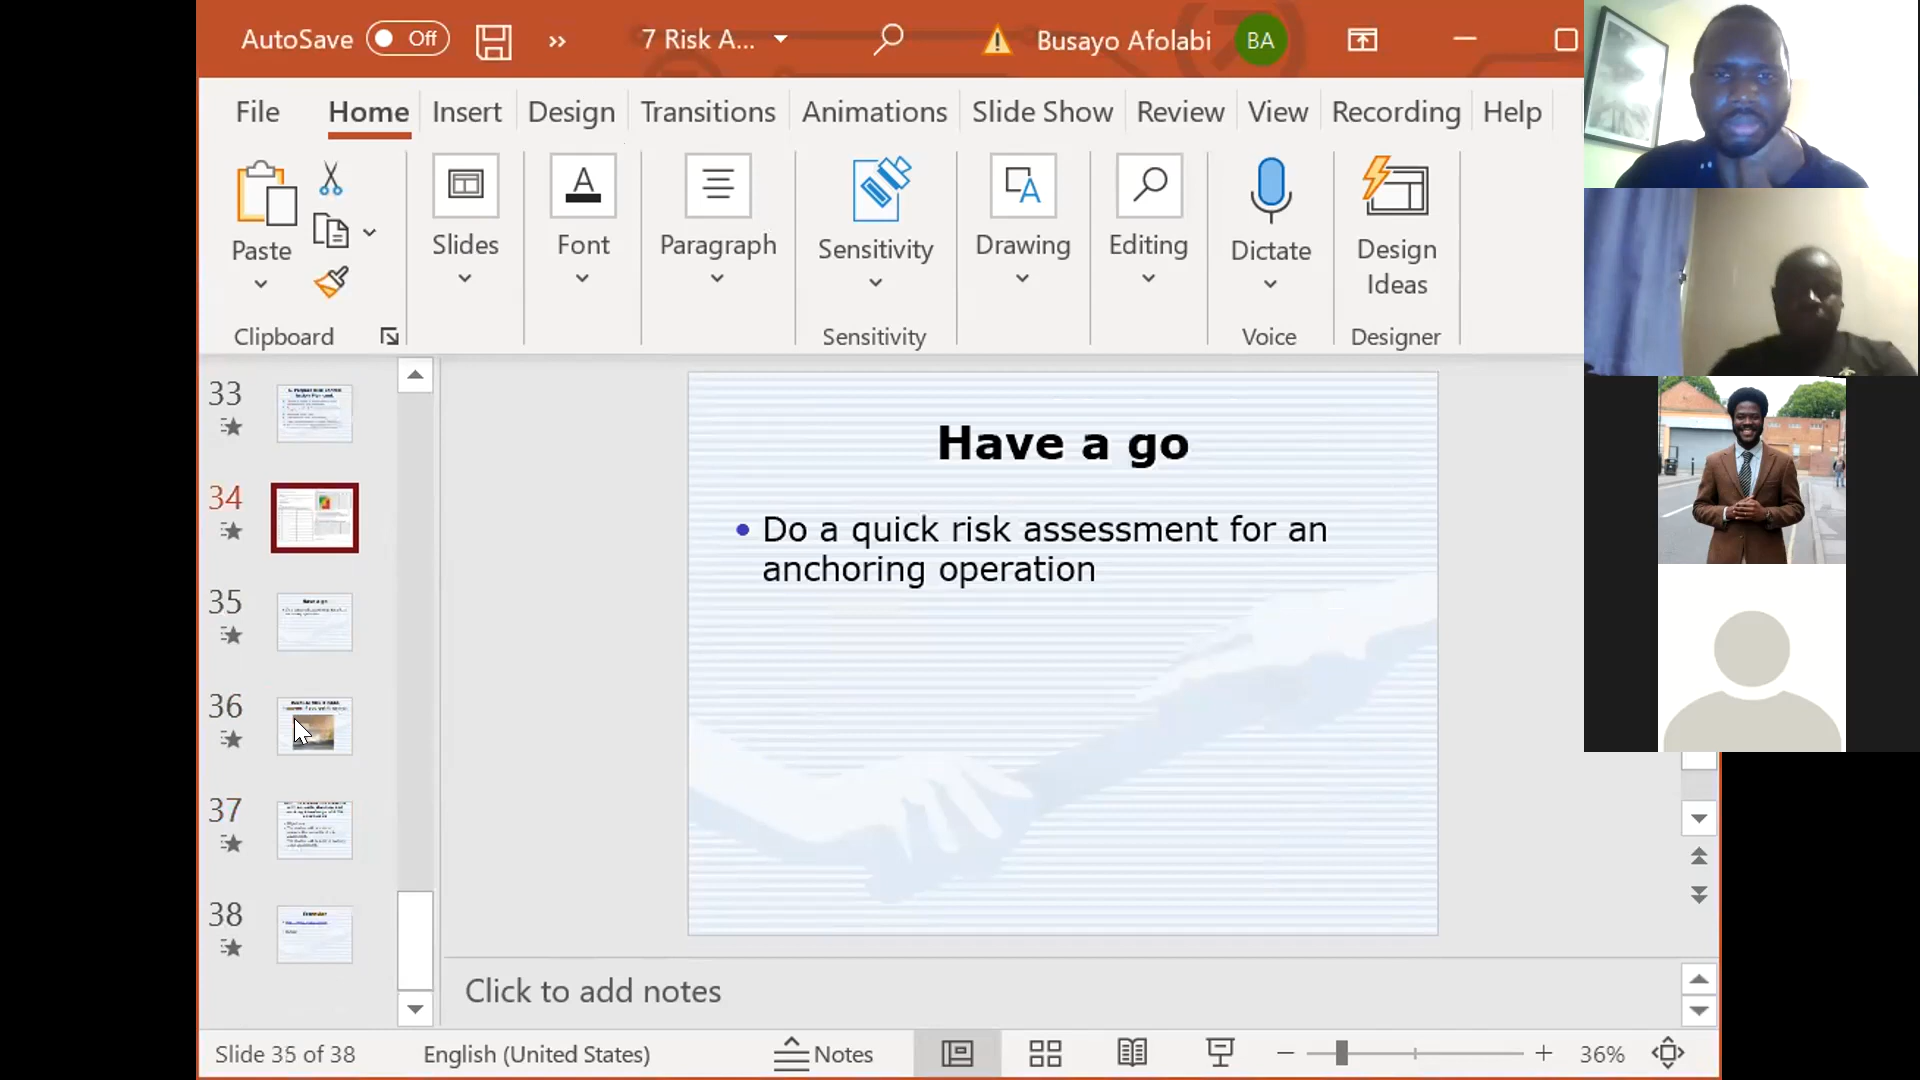 AutoSave Off 7 Risk A... Busayo Afolabi BA
File Home Insert Design Transitions Animations Slide Show Review View Recording Help
Paste Slides Font Paragraph Sensitivity Drawing Editing Dictate Design Ideas
Clipboard Sensitivity Voice Designer
33
34
35
Have a go
36
37
38
Have a go
Do a quick risk assessment for an
anchoring operation
Click to add notes
Slide 35 of 38 English (United States) Notes 36%